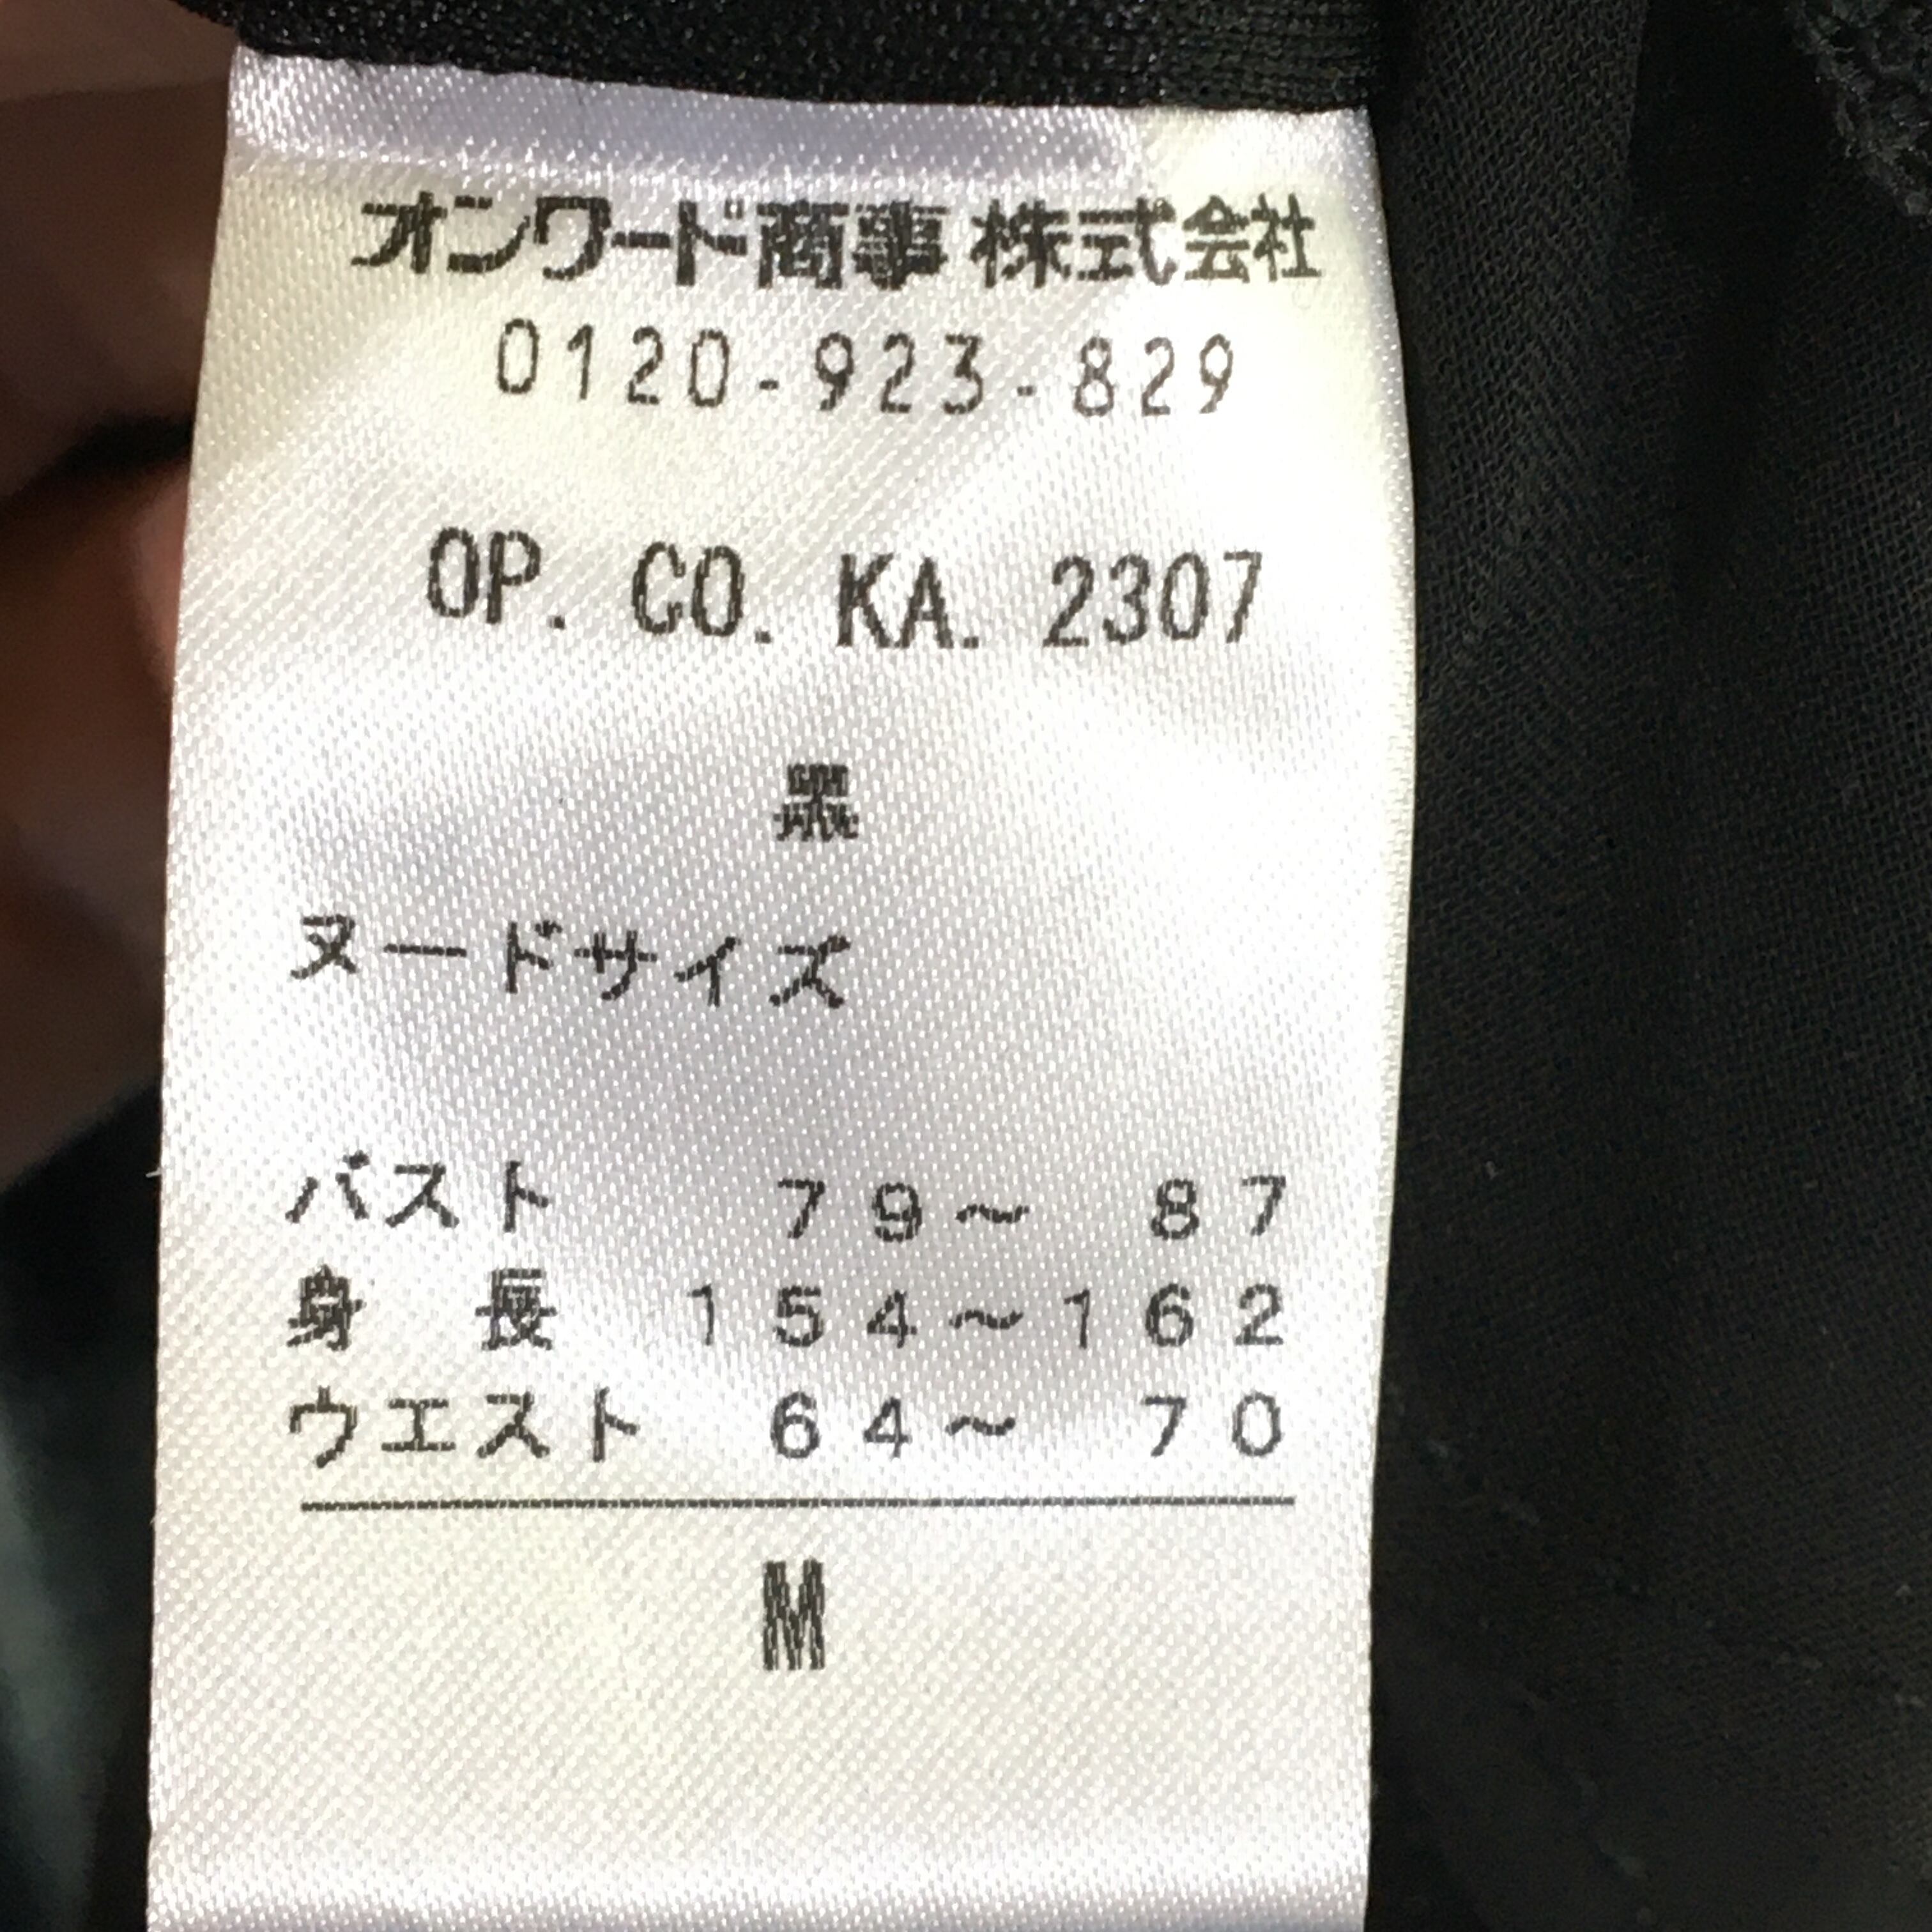 オンワード商事株式会社
0120-923-829
OP. CO. KA. 2307
黒
ヌードサイズ
バスト 79～ 87
身 長 154～162
ウエスト 64～ 70
M